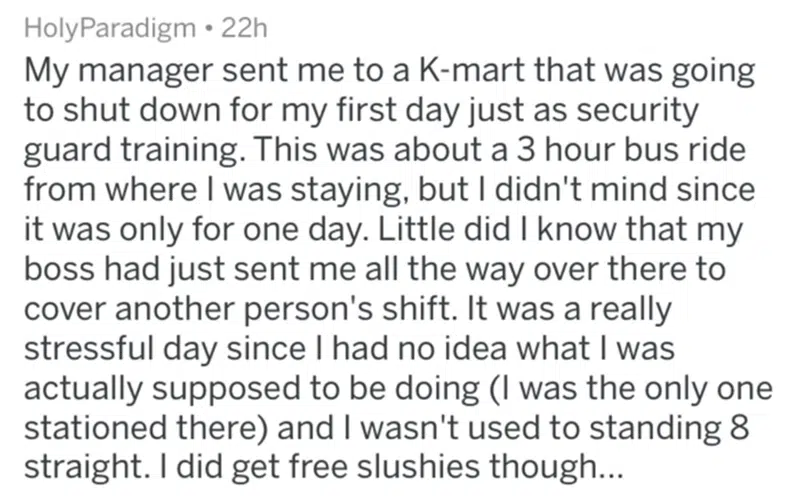 HolyParadigm • 22h
My manager sent me to a K-mart that was going
to shut down for my first day just as security
guard training. This was about a 3 hour bus ride
from where I was staying, but I didn't mind since
it was only for one day. Little did I know that my
boss had just sent me all the way over there to
cover another person's shift. It was a really
stressful day since I had no idea what I was
actually supposed to be doing (I was the only one
stationed there) and I wasn't used to standing 8
straight. I did get free slushies though...